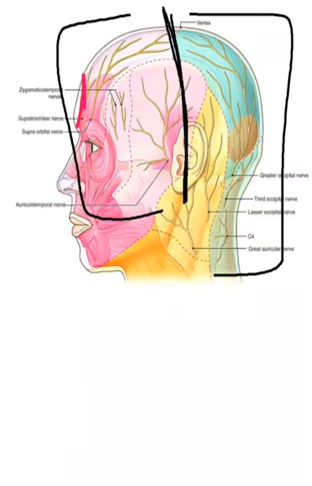 Vertex
Zygomaticotemporal
nerve
Supratrochlear nerve
Supra-orbital nerve
Auriculotemporal nerve
Greater occipital nerve
Third occipital nerve
Lesser occipital nerve
C4
Great auricular nerve